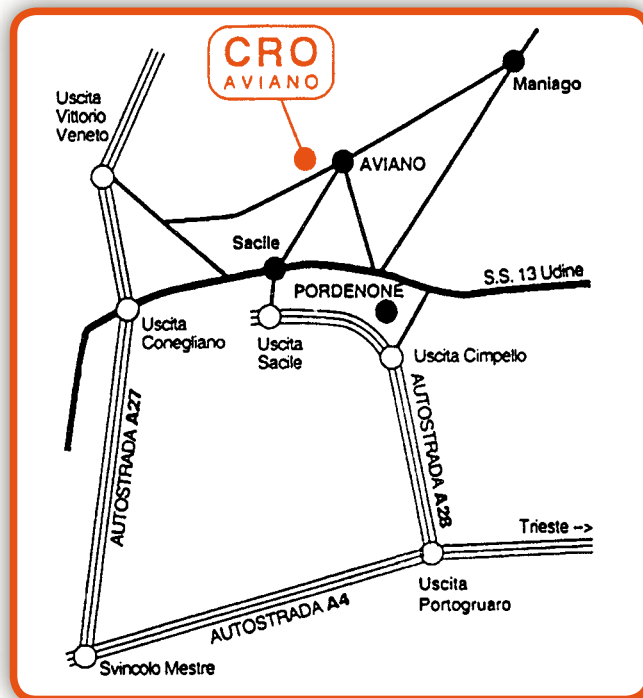 CRO
AVIANO
Uscita
Vittorio
Veneto
Maniago
AVIANO
Sacile
S.S. 13 Udine
PORDENONE
Uscita
Conegliano
Uscita
Sacile
Uscita Cimpello
AUTOSTRADA A27
AUTOSTRADA A28
Trieste -->
Uscita
Portogruaro
AUTOSTRADA A4
Svincolo Mestre